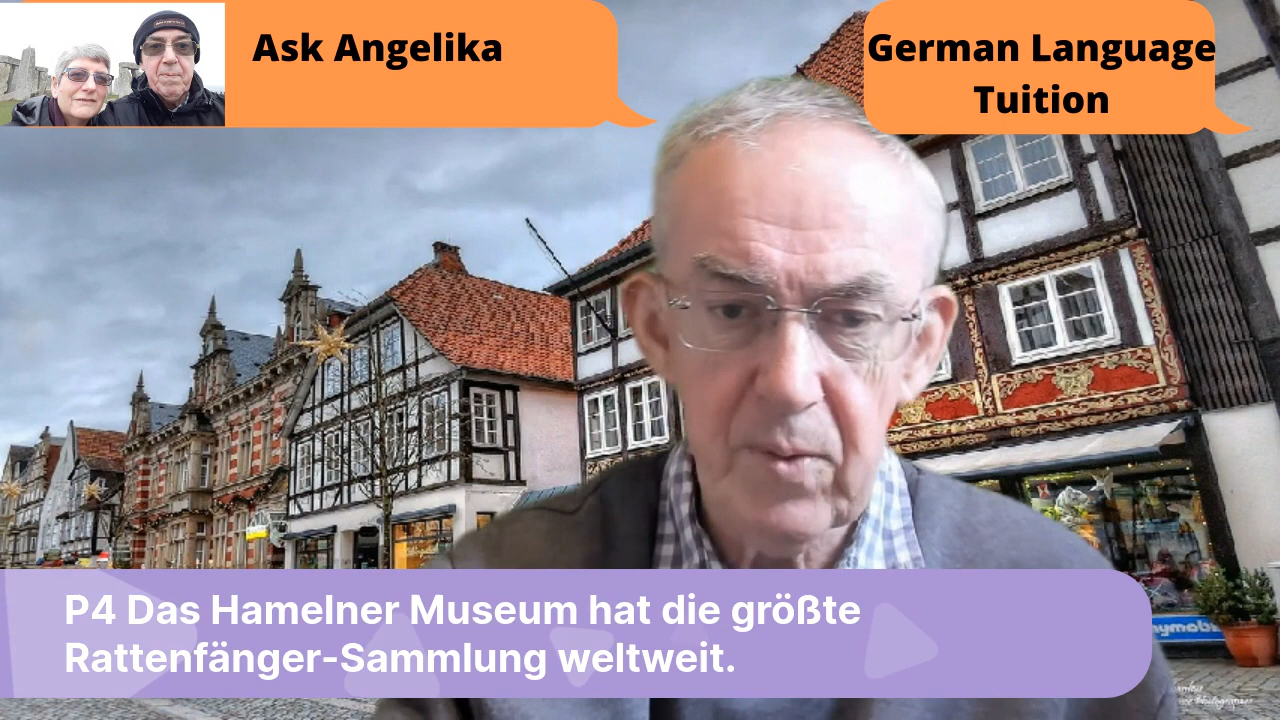 Ask Angelika
German Language
Tuition
P4 Das Hamelner Museum hat die größte
Rattenfänger-Sammlung weltweit.